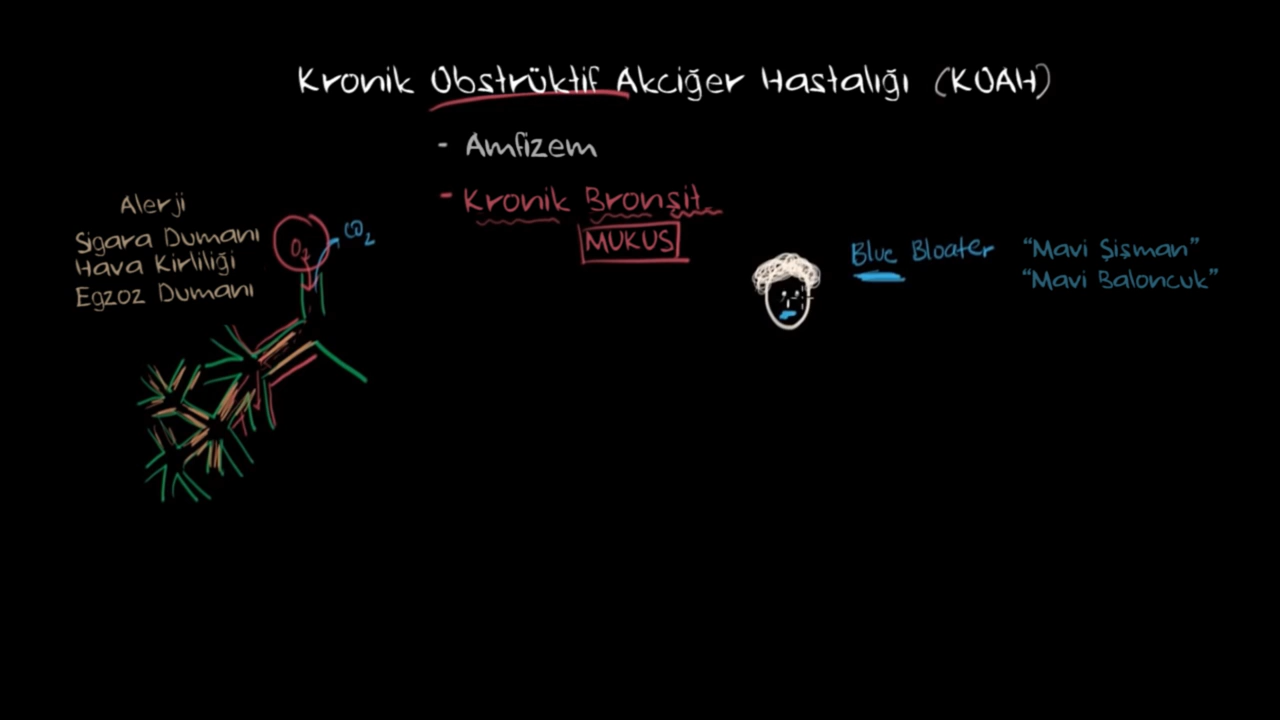 Kronik Obstrüktif Akciğer Hastalığı (KOAH)
- Amfizem
- Kronik Bronşit
MUKUS
Alerji
Sigara Dumanı
Hava Kirliliği
Egzoz Dumanı
O2
CO2
Blue Bloater "Mavi Şişman"
"Mavi Baloncuk"